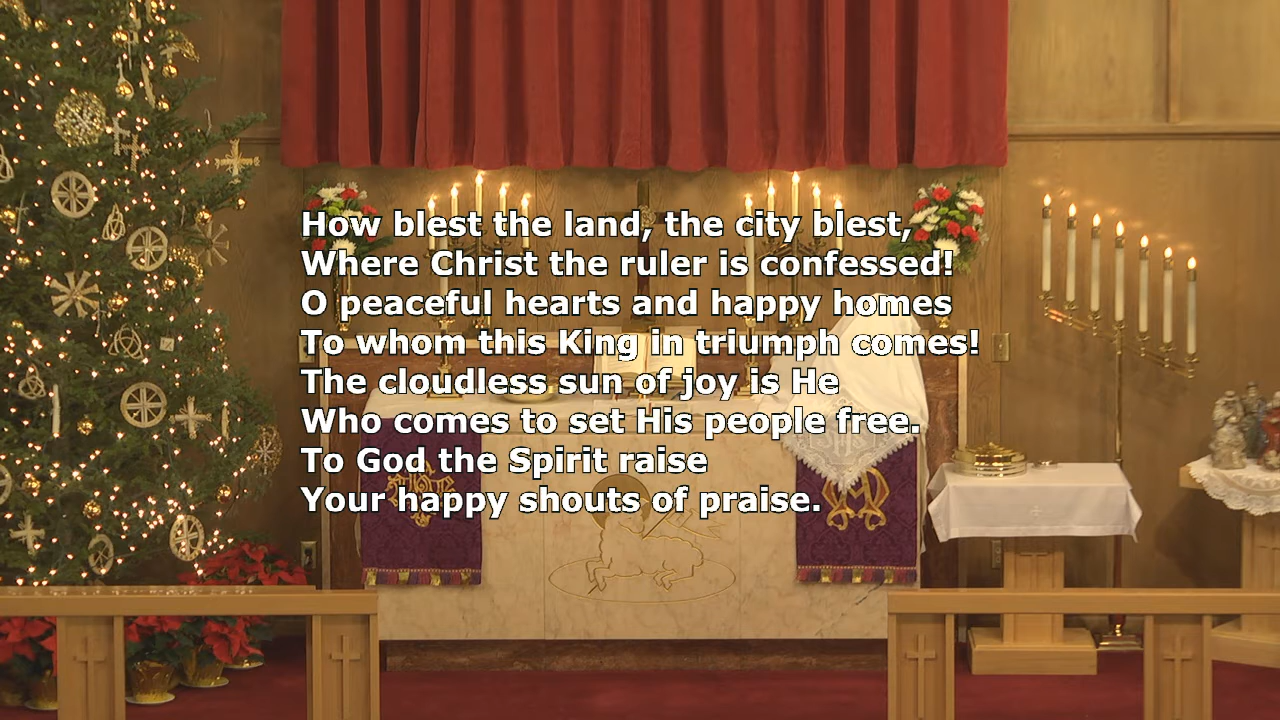 How blest the land, the city blest,
Where Christ the ruler is confessed!
O peaceful hearts and happy homes
To whom this King in triumph comes!
The cloudless sun of joy is He
Who comes to set His people free.
To God the Spirit raise
Your happy shouts of praise.